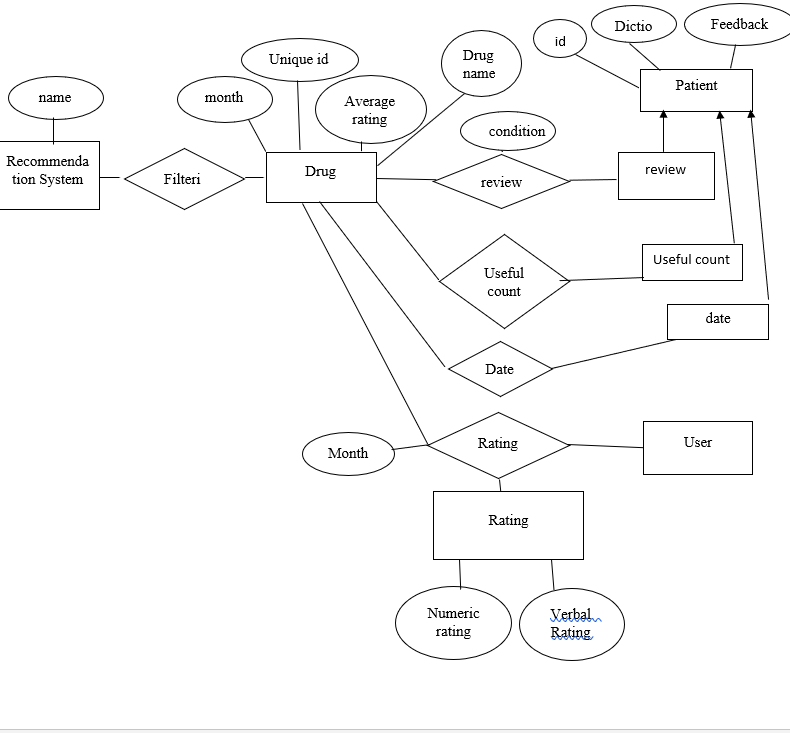 Feedback
Dictio
id
Drug
name
Unique id
Patient
name
month
Average
rating
condition
Recommenda
tion System
Filteri
Drug
review
review
Useful
count
Useful count
date
Date
Month
Rating
User
Rating
Numeric
rating
Verbal
Rating